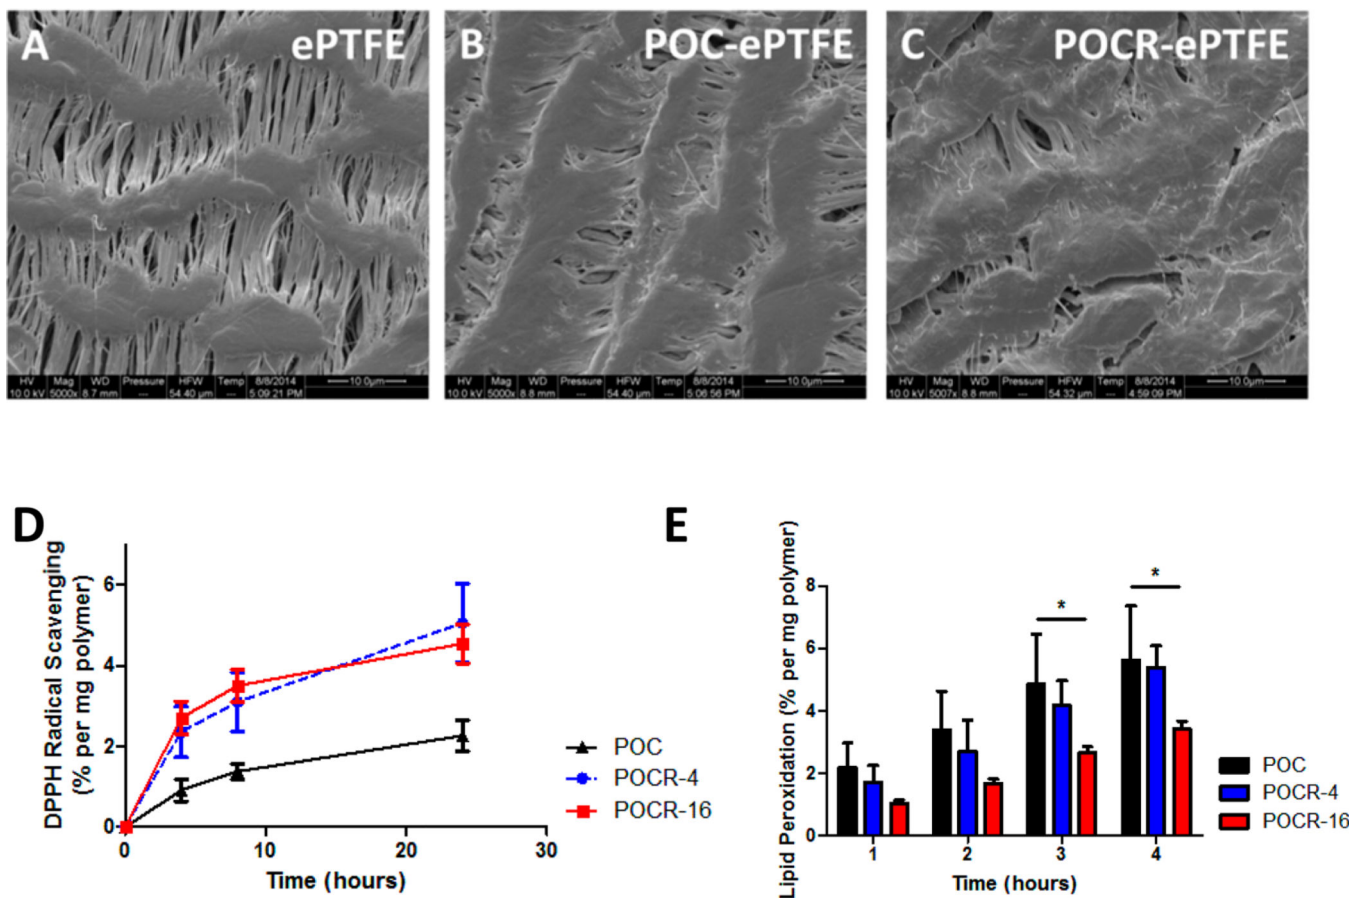 A ePTFE
B POC-ePTFE
C POCR-ePTFE
HV Mag WD Pressure HFW Temp 8/8/2014 10.0µm
10.0 kV 5000x 8.7 mm --- 54.40 µm --- 5:09:21 PM
HV Mag WD Pressure HFW Temp 8/8/2014 10.0µm
10.0 kV 5000x 8.8 mm --- 54.40 µm --- 5:06:56 PM
HV Mag WD Pressure HFW Temp 8/8/2014 10.0µm
10.0 kV 5007x 8.8 mm --- 54.32 µm --- 4:59:09 PM
D
DPPH Radical Scavenging
(% per mg polymer)
6
4
2
0
0 10 20 30
Time (hours)
POC
POCR-4
POCR-16
E
Lipid Peroxidation (% per mg polymer)
8
6
4
2
0
* *
1 2 3 4
Time (hours)
POC
POCR-4
POCR-16